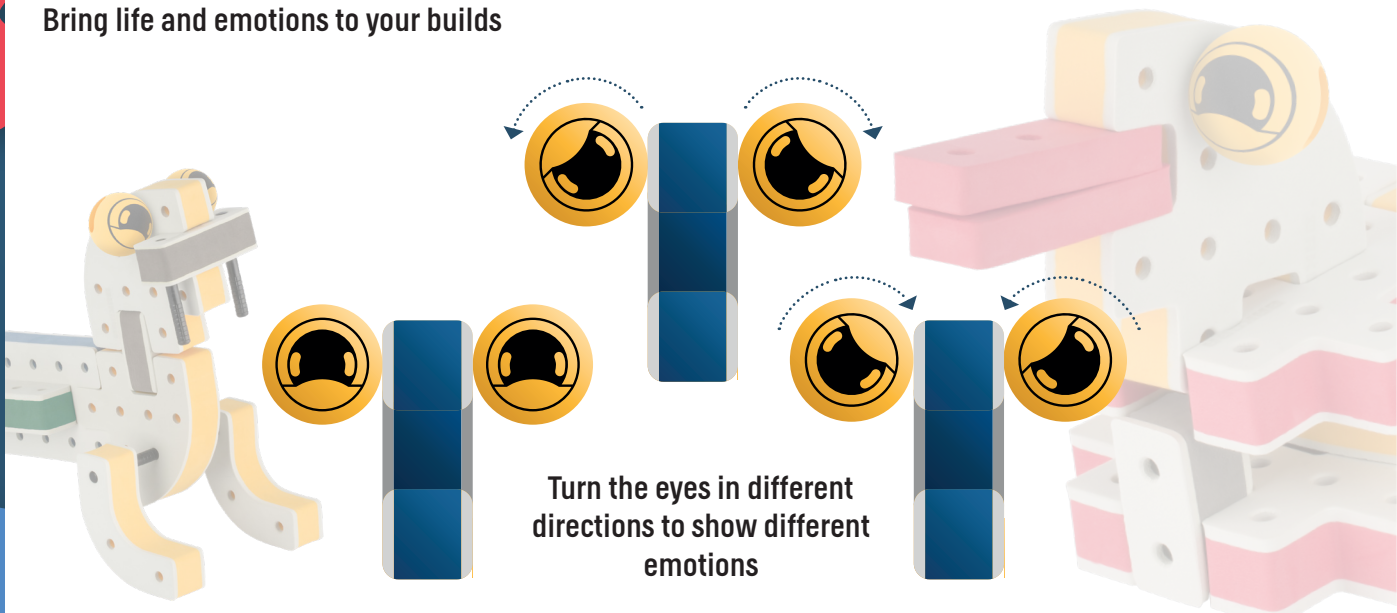 Bring life and emotions to your builds
Turn the eyes in different
directions to show different
emotions